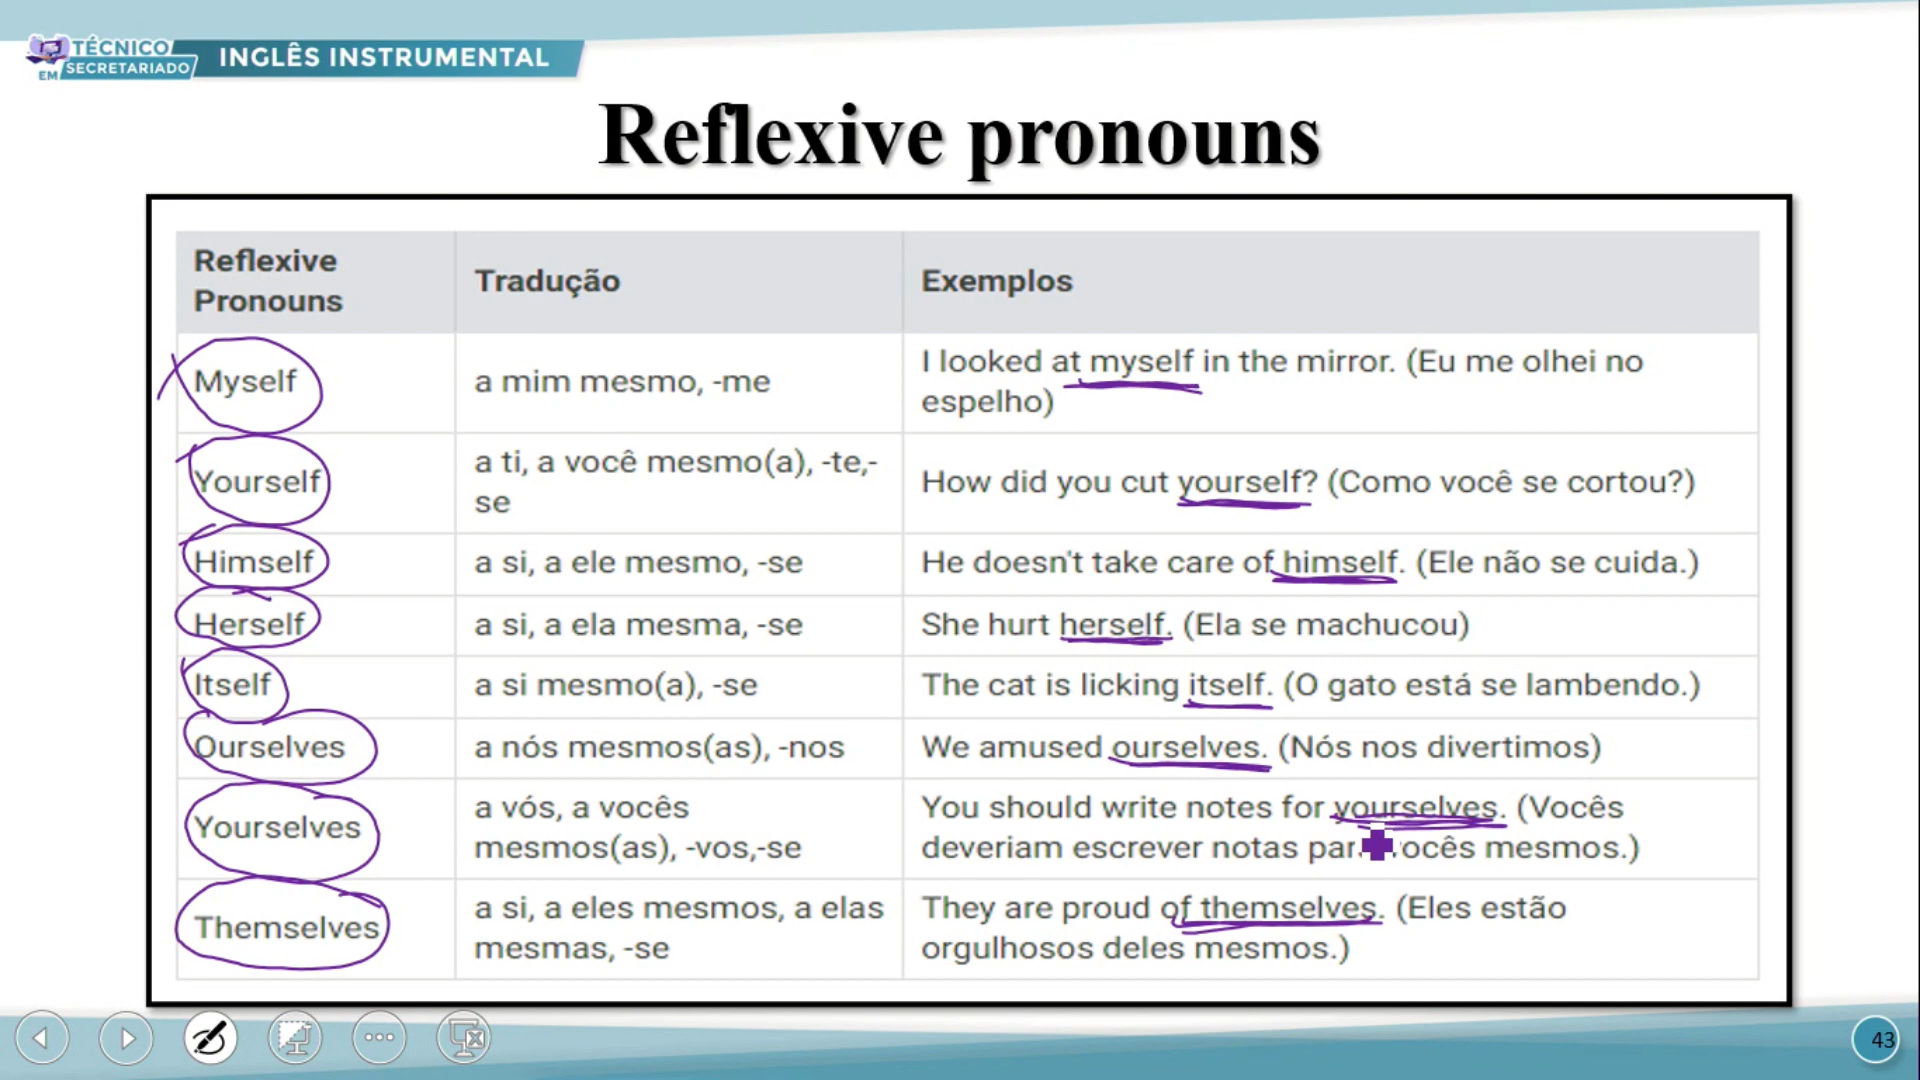 TÉCNICO
EM SECRETARIADO
INGLÊS INSTRUMENTAL
Reflexive pronouns
Reflexive
Pronouns
Tradução
Exemplos
Myself
a mim mesmo, -me
I looked at myself in the mirror. (Eu me olhei no
espelho)
Yourself
a ti, a você mesmo(a), -te,-
se
How did you cut yourself? (Como você se cortou?)
Himself
a si, a ele mesmo, -se
He doesn't take care of himself. (Ele não se cuida.)
Herself
a si, a ela mesma, -se
She hurt herself. (Ela se machucou)
Itself
a si mesmo(a), -se
The cat is licking itself. (O gato está se lambendo.)
Ourselves
a nós mesmos(as), -nos
We amused ourselves. (Nós nos divertimos)
Yourselves
a vós, a vocês
mesmos(as), -vos,-se
You should write notes for yourselves. (Vocês
deveriam escrever notas para vocês mesmos.)
Themselves
a si, a eles mesmos, a elas
mesmas, -se
They are proud of themselves. (Eles estão
orgulhosos deles mesmos.)
43